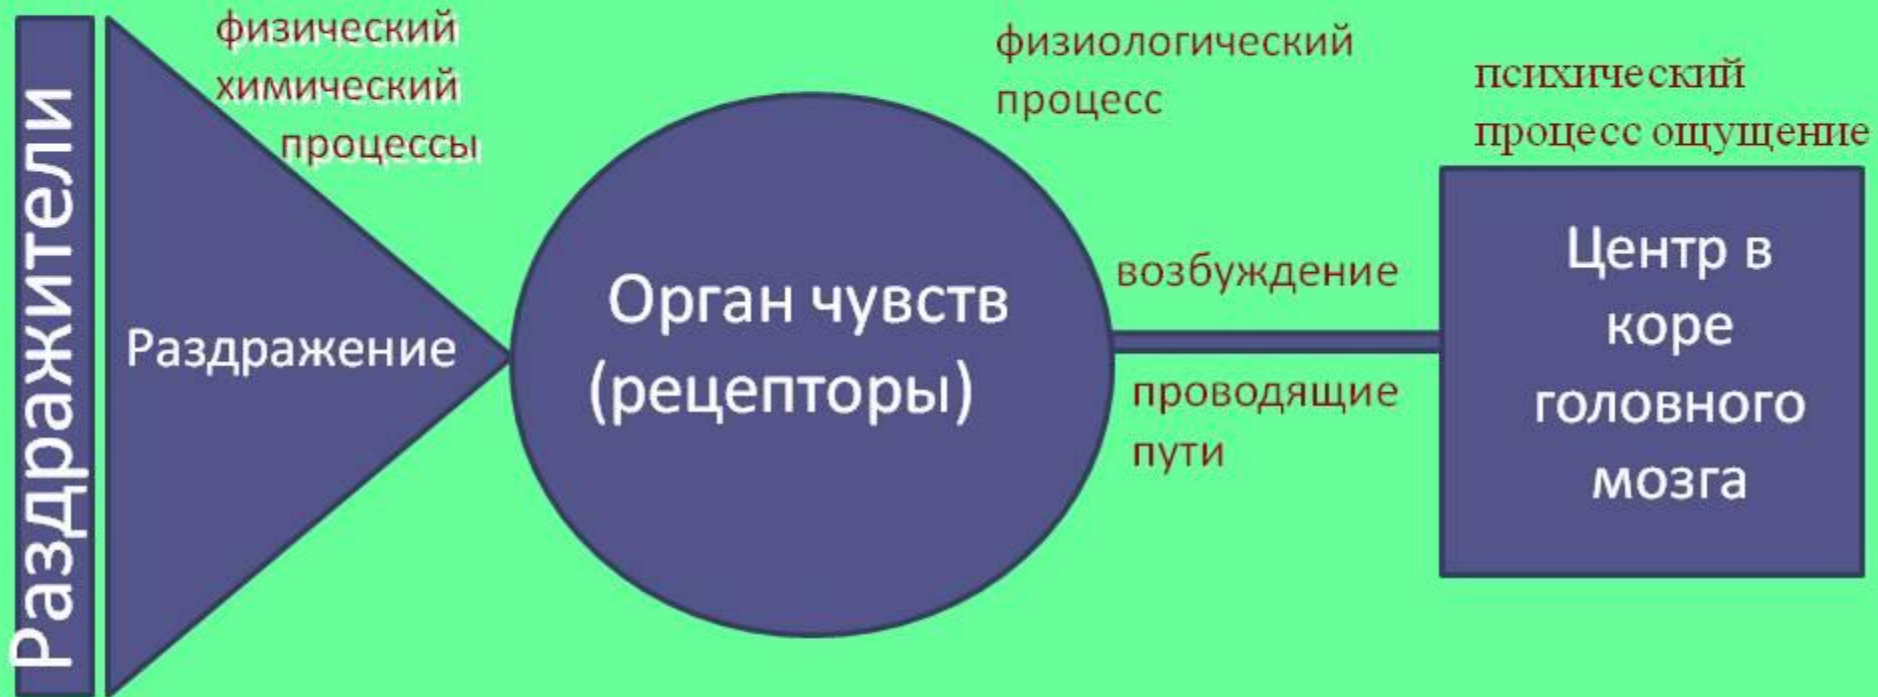 Раздражители
физический
химический
процессы
Раздражение
Орган чувств
(рецепторы)
физиологический
процесс
возбуждение
проводящие
пути
психический
процесс ощущение
Центр в
коре
головного
мозга